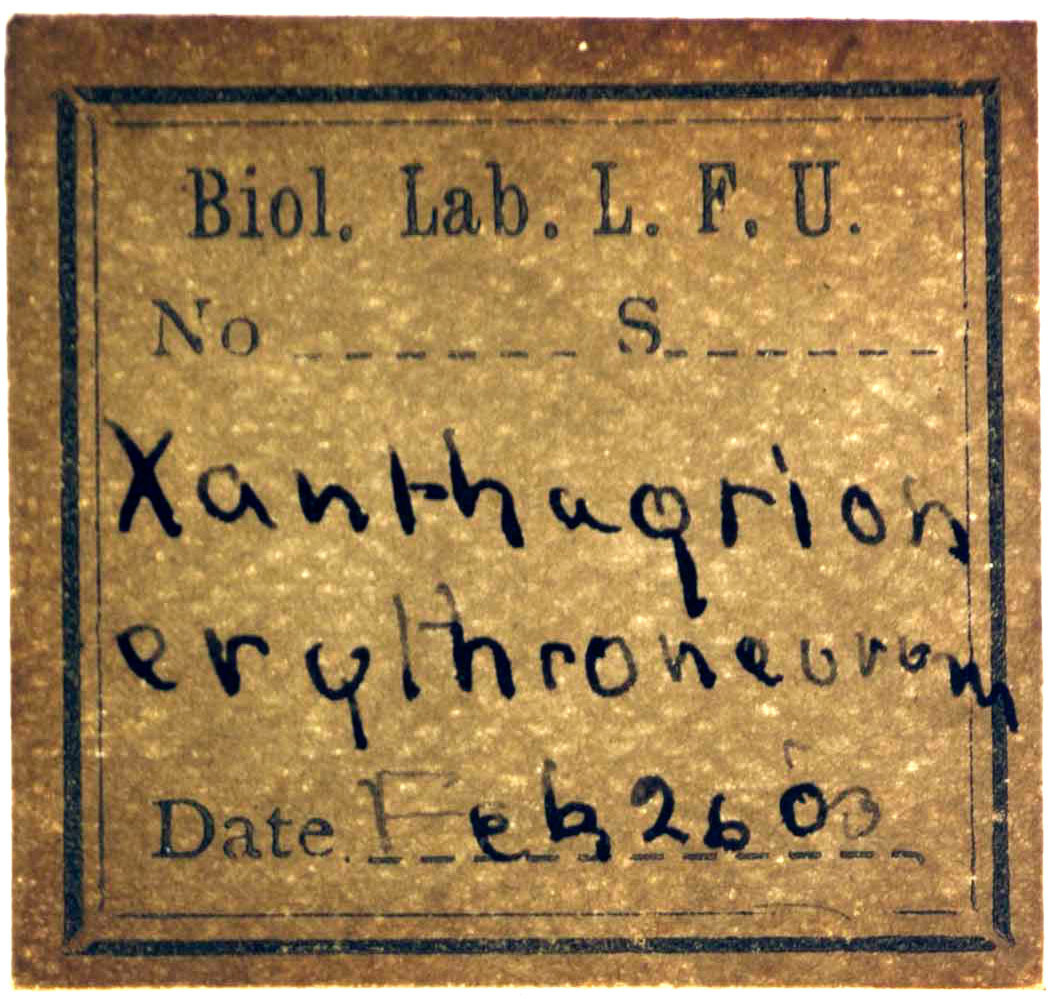 Biol. Lab. L. F. U.
No S
Xanthagrion
erythroneurum
Date Feb 26 03